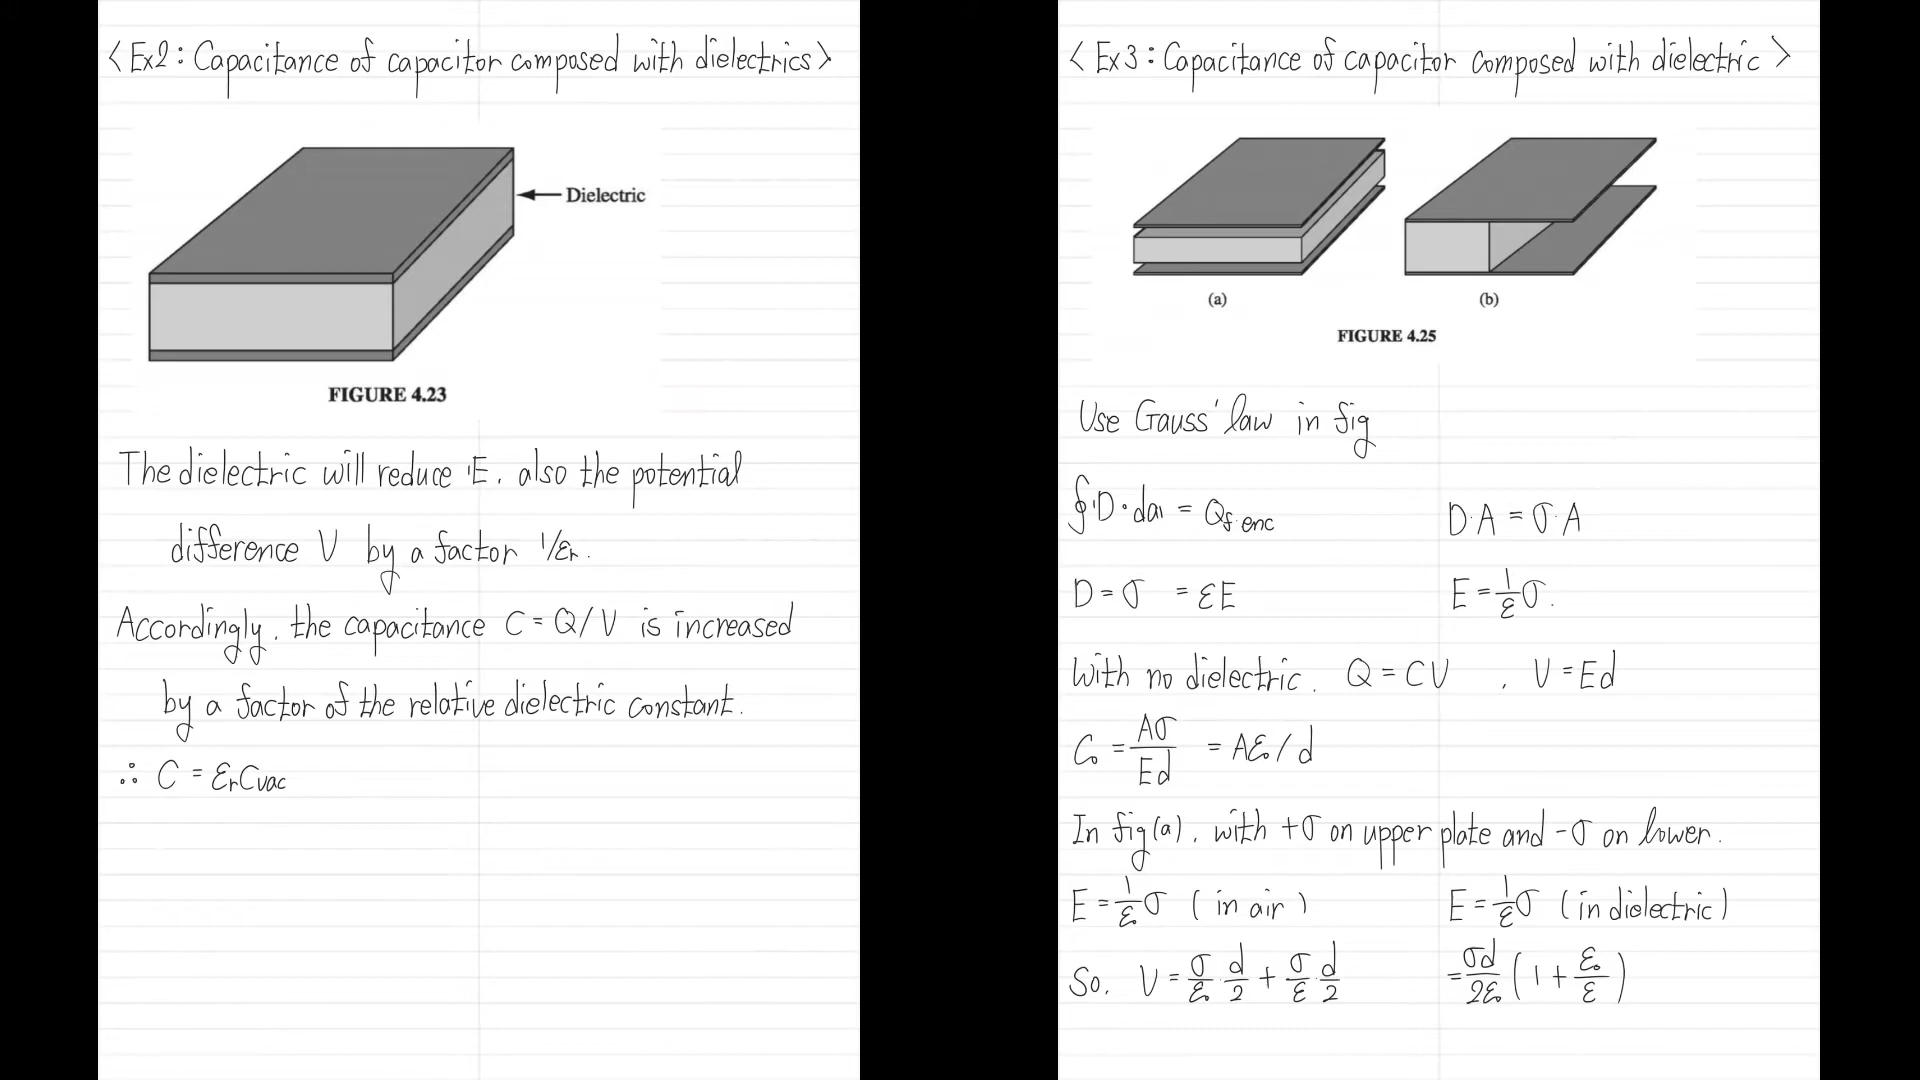 <Ex2: Capacitance of capacitor composed with dielectrics>
Dielectric
FIGURE 4.23
The dielectric will reduce E, also the potential
difference V by a factor 1/εr.
Accordingly, the capacitance C = Q/V is increased
by a factor of the relative dielectric constant.
∴ C = εrCvac
<Ex3: Capacitance of capacitor composed with dielectric>
(a) (b)
FIGURE 4.25
Use Gauss' law in fig
∮D·da = Qf.enc D·A = σ·A
D = σ = εE E = 1/ε σ.
With no dielectric. Q = CV , V = Ed
C₀ = Aσ/Ed = Aε₀/d
In fig(a), with +σ on upper plate and -σ on lower.
E = 1/ε₀ σ (in air) E = 1/ε σ (in dielectric)
So, V = σ/ε₀ · d/2 + σ/ε · d/2 = σd/2ε₀ (1 + ε₀/ε)